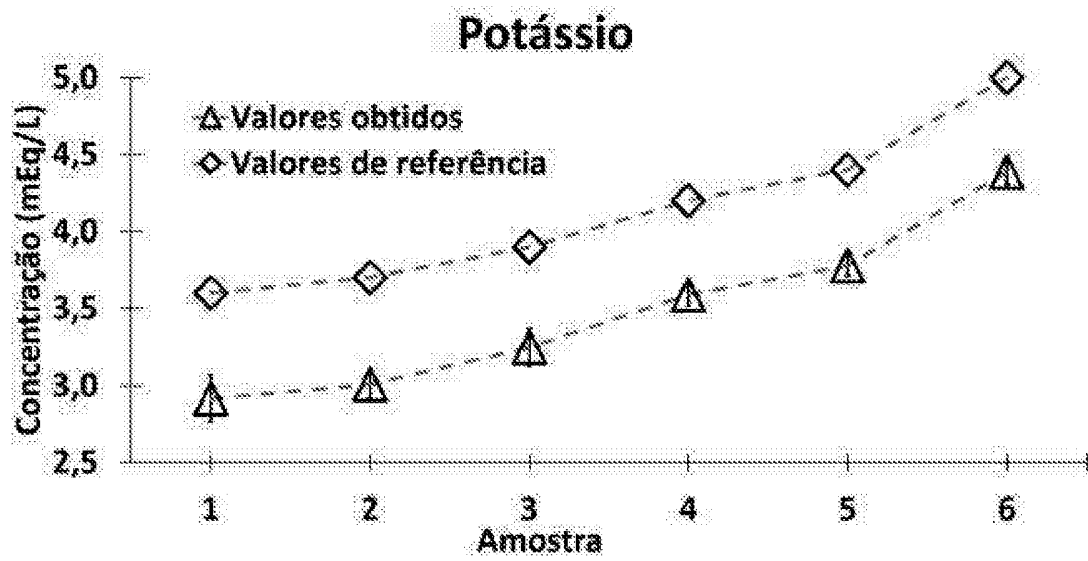 Potássio
Concentração (mEq/L)
5,0
4,5
4,0
3,5
3,0
2,5
Valores obtidos
Valores de referência
1 2 3 4 5 6
Amostra